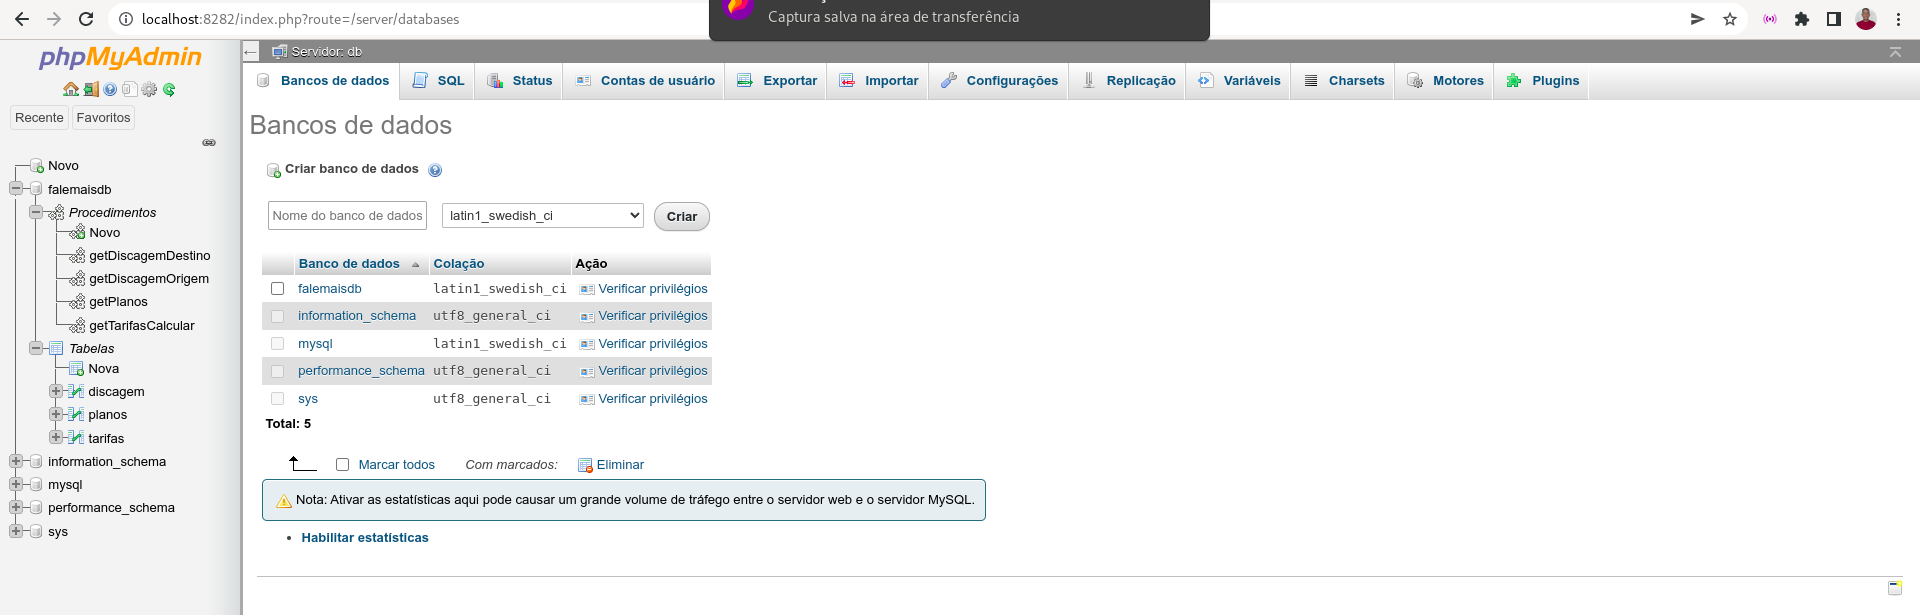 localhost:8282/index.php?route=/server/databases
Captura salva na área de transferência
phpMyAdmin
Recente
Favoritos
Novo
falemaisdb
Procedimentos
Novo
getDiscagemDestino
getDiscagemOrigem
getPlanos
getTarifasCalcular
Tabelas
Nova
discagem
planos
tarifas
information_schema
mysql
performance_schema
sys
Servidor: db
Bancos de dados SQL Status Contas de usuário Exportar Importar Configurações Replicação Variáveis Charsets Motores Plugins
Bancos de dados
Criar banco de dados
Nome do banco de dados latin1_swedish_ci Criar
Banco de dados Colação Ação
falemaisdb latin1_swedish_ci Verificar privilégios
information_schema utf8_general_ci Verificar privilégios
mysql latin1_swedish_ci Verificar privilégios
performance_schema utf8_general_ci Verificar privilégios
sys utf8_general_ci Verificar privilégios
Total: 5
Marcar todos Com marcados: Eliminar
Nota: Ativar as estatísticas aqui pode causar um grande volume de tráfego entre o servidor web e o servidor MySQL.
Habilitar estatísticas